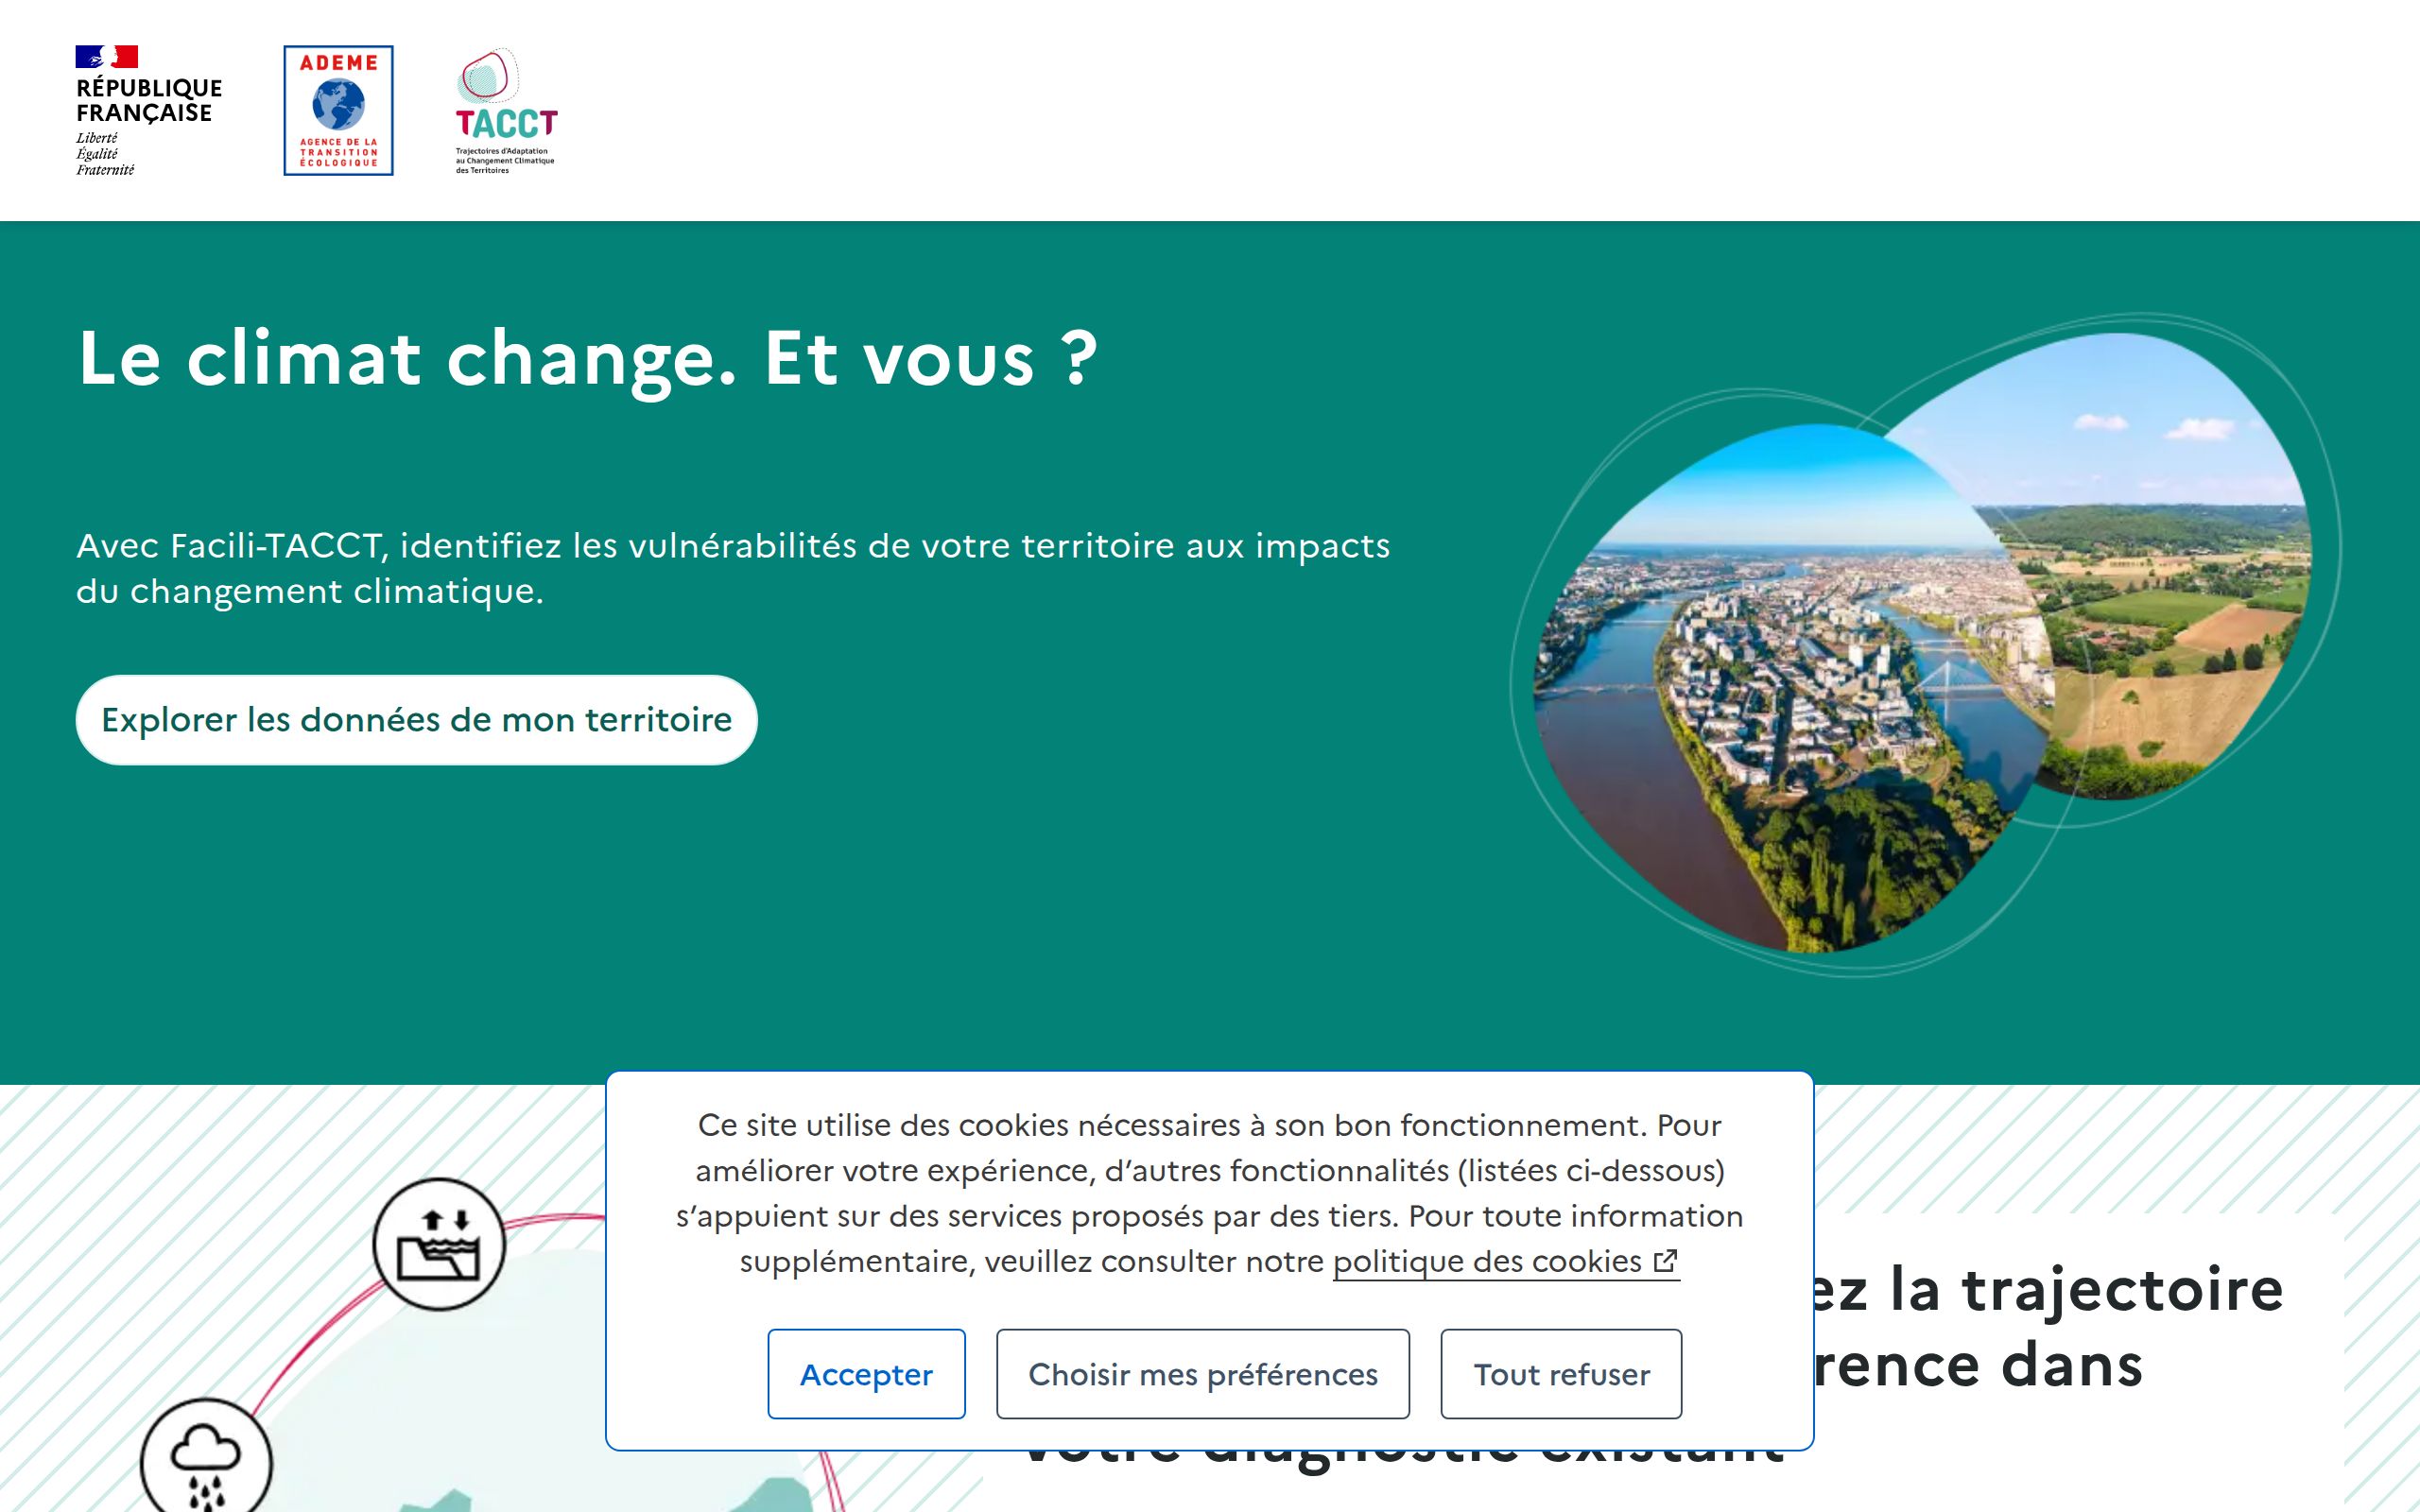 RÉPUBLIQUE
FRANÇAISE
Liberté
Égalité
Fraternité
ADEME
AGENCE DE LA
TRANSITION
ÉCOLOGIQUE
TACCT
Trajectoires d'Adaptation
au Changement Climatique
des Territoires
Le climat change. Et vous ?
Avec Facili-TACCT, identifiez les vulnérabilités de votre territoire aux impacts
du changement climatique.
Explorer les données de mon territoire
Ce site utilise des cookies nécessaires à son bon fonctionnement. Pour
améliorer votre expérience, d’autres fonctionnalités (listées ci-dessous)
s’appuient sur des services proposés par des tiers. Pour toute information
supplémentaire, veuillez consulter notre politique des cookies
Accepter
Choisir mes préférences
Tout refuser
la trajectoire
dans
votre diagnostic existant